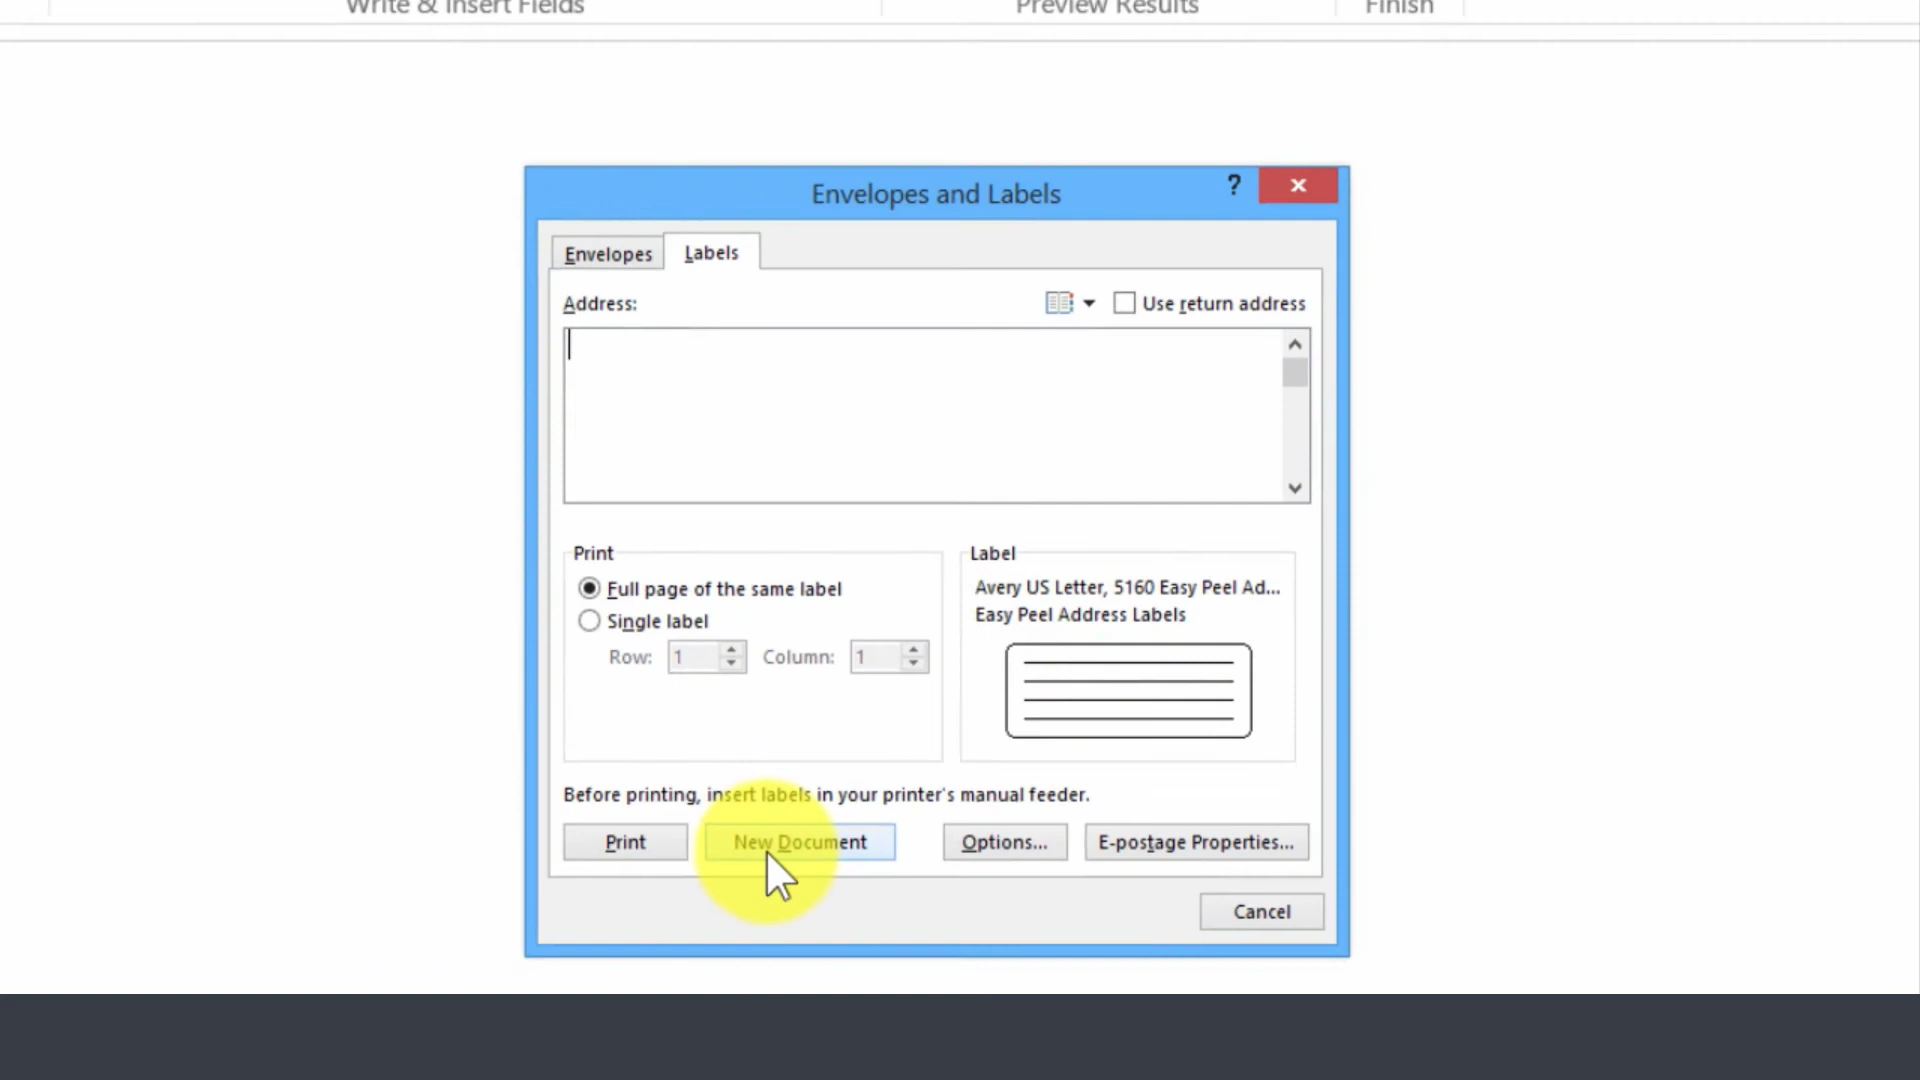 Write & Insert Fields
Preview Results
Finish
Envelopes and Labels
?
Envelopes
Labels
Address:
Use return address
Print
Full page of the same label
Single label
Row: 1 Column: 1
Label
Avery US Letter, 5160 Easy Peel Ad...
Easy Peel Address Labels
Before printing, insert labels in your printer's manual feeder.
Print
New Document
Options...
E-postage Properties...
Cancel